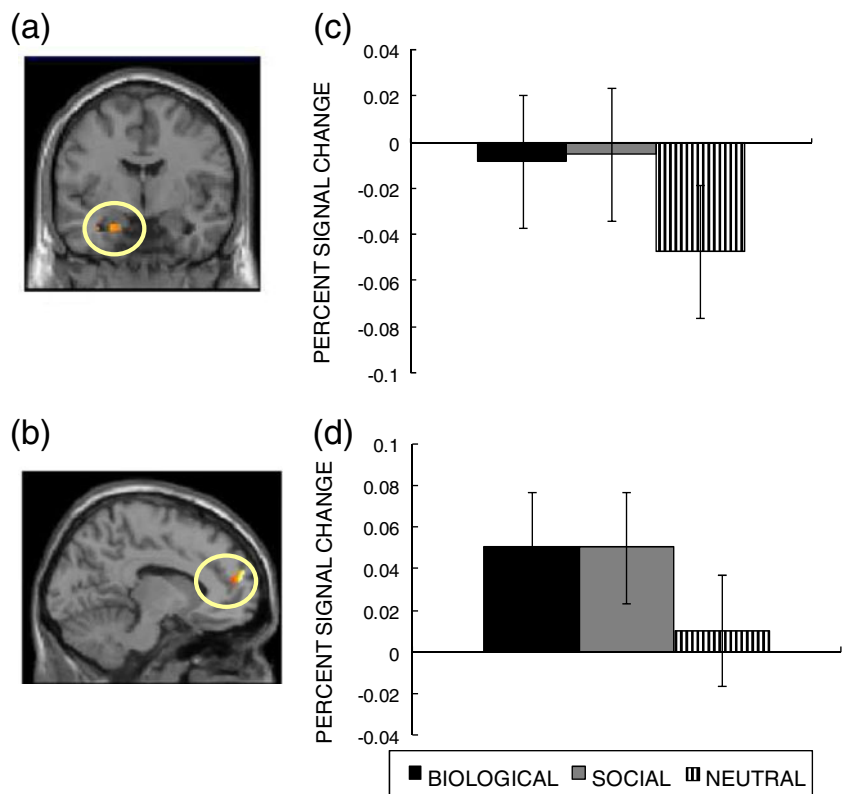 (a)
(c)
PERCENT SIGNAL CHANGE
0.04
0.02
0
-0.02
-0.04
-0.06
-0.08
-0.1
(b)
(d)
PERCENT SIGNAL CHANGE
0.1
0.08
0.06
0.04
0.02
0
-0.02
-0.04
BIOLOGICAL SOCIAL NEUTRAL